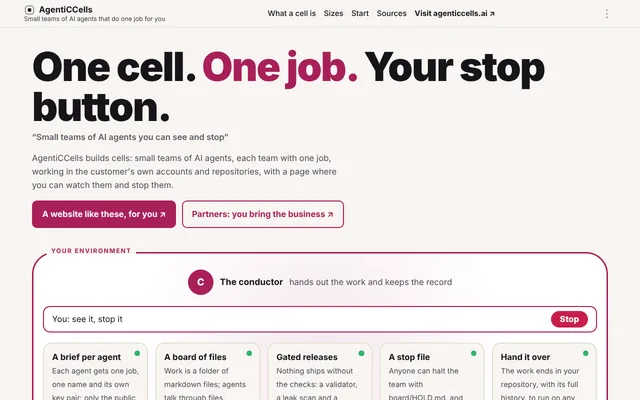 AgentiCCells
Small teams of AI agents that do one job for you
What a cell is Sizes Start Sources Visit agenticcells.ai ↗
One cell. One job. Your stop
button.
“Small teams of AI agents you can see and stop”
AgentiCCells builds cells: small teams of AI agents, each team with one job,
working in the customer's own accounts and repositories, with a page where
you can watch them and stop them.
A website like these, for you ↗ Partners: you bring the business ↗
YOUR ENVIRONMENT
C The conductor hands out the work and keeps the record
You: see it, stop it Stop
A brief per agent
Each agent gets one job,
one name and its own
key pair: only the public
A board of files
Work is a folder of
markdown files; agents
talk through files.
Gated releases
Nothing ships without
the checks: a validator,
a leak scan and a
A stop file
Anyone can halt the
team with
board/HOLD.md, and
Hand it over
The work ends in your
repository, with its full
history, to run on any